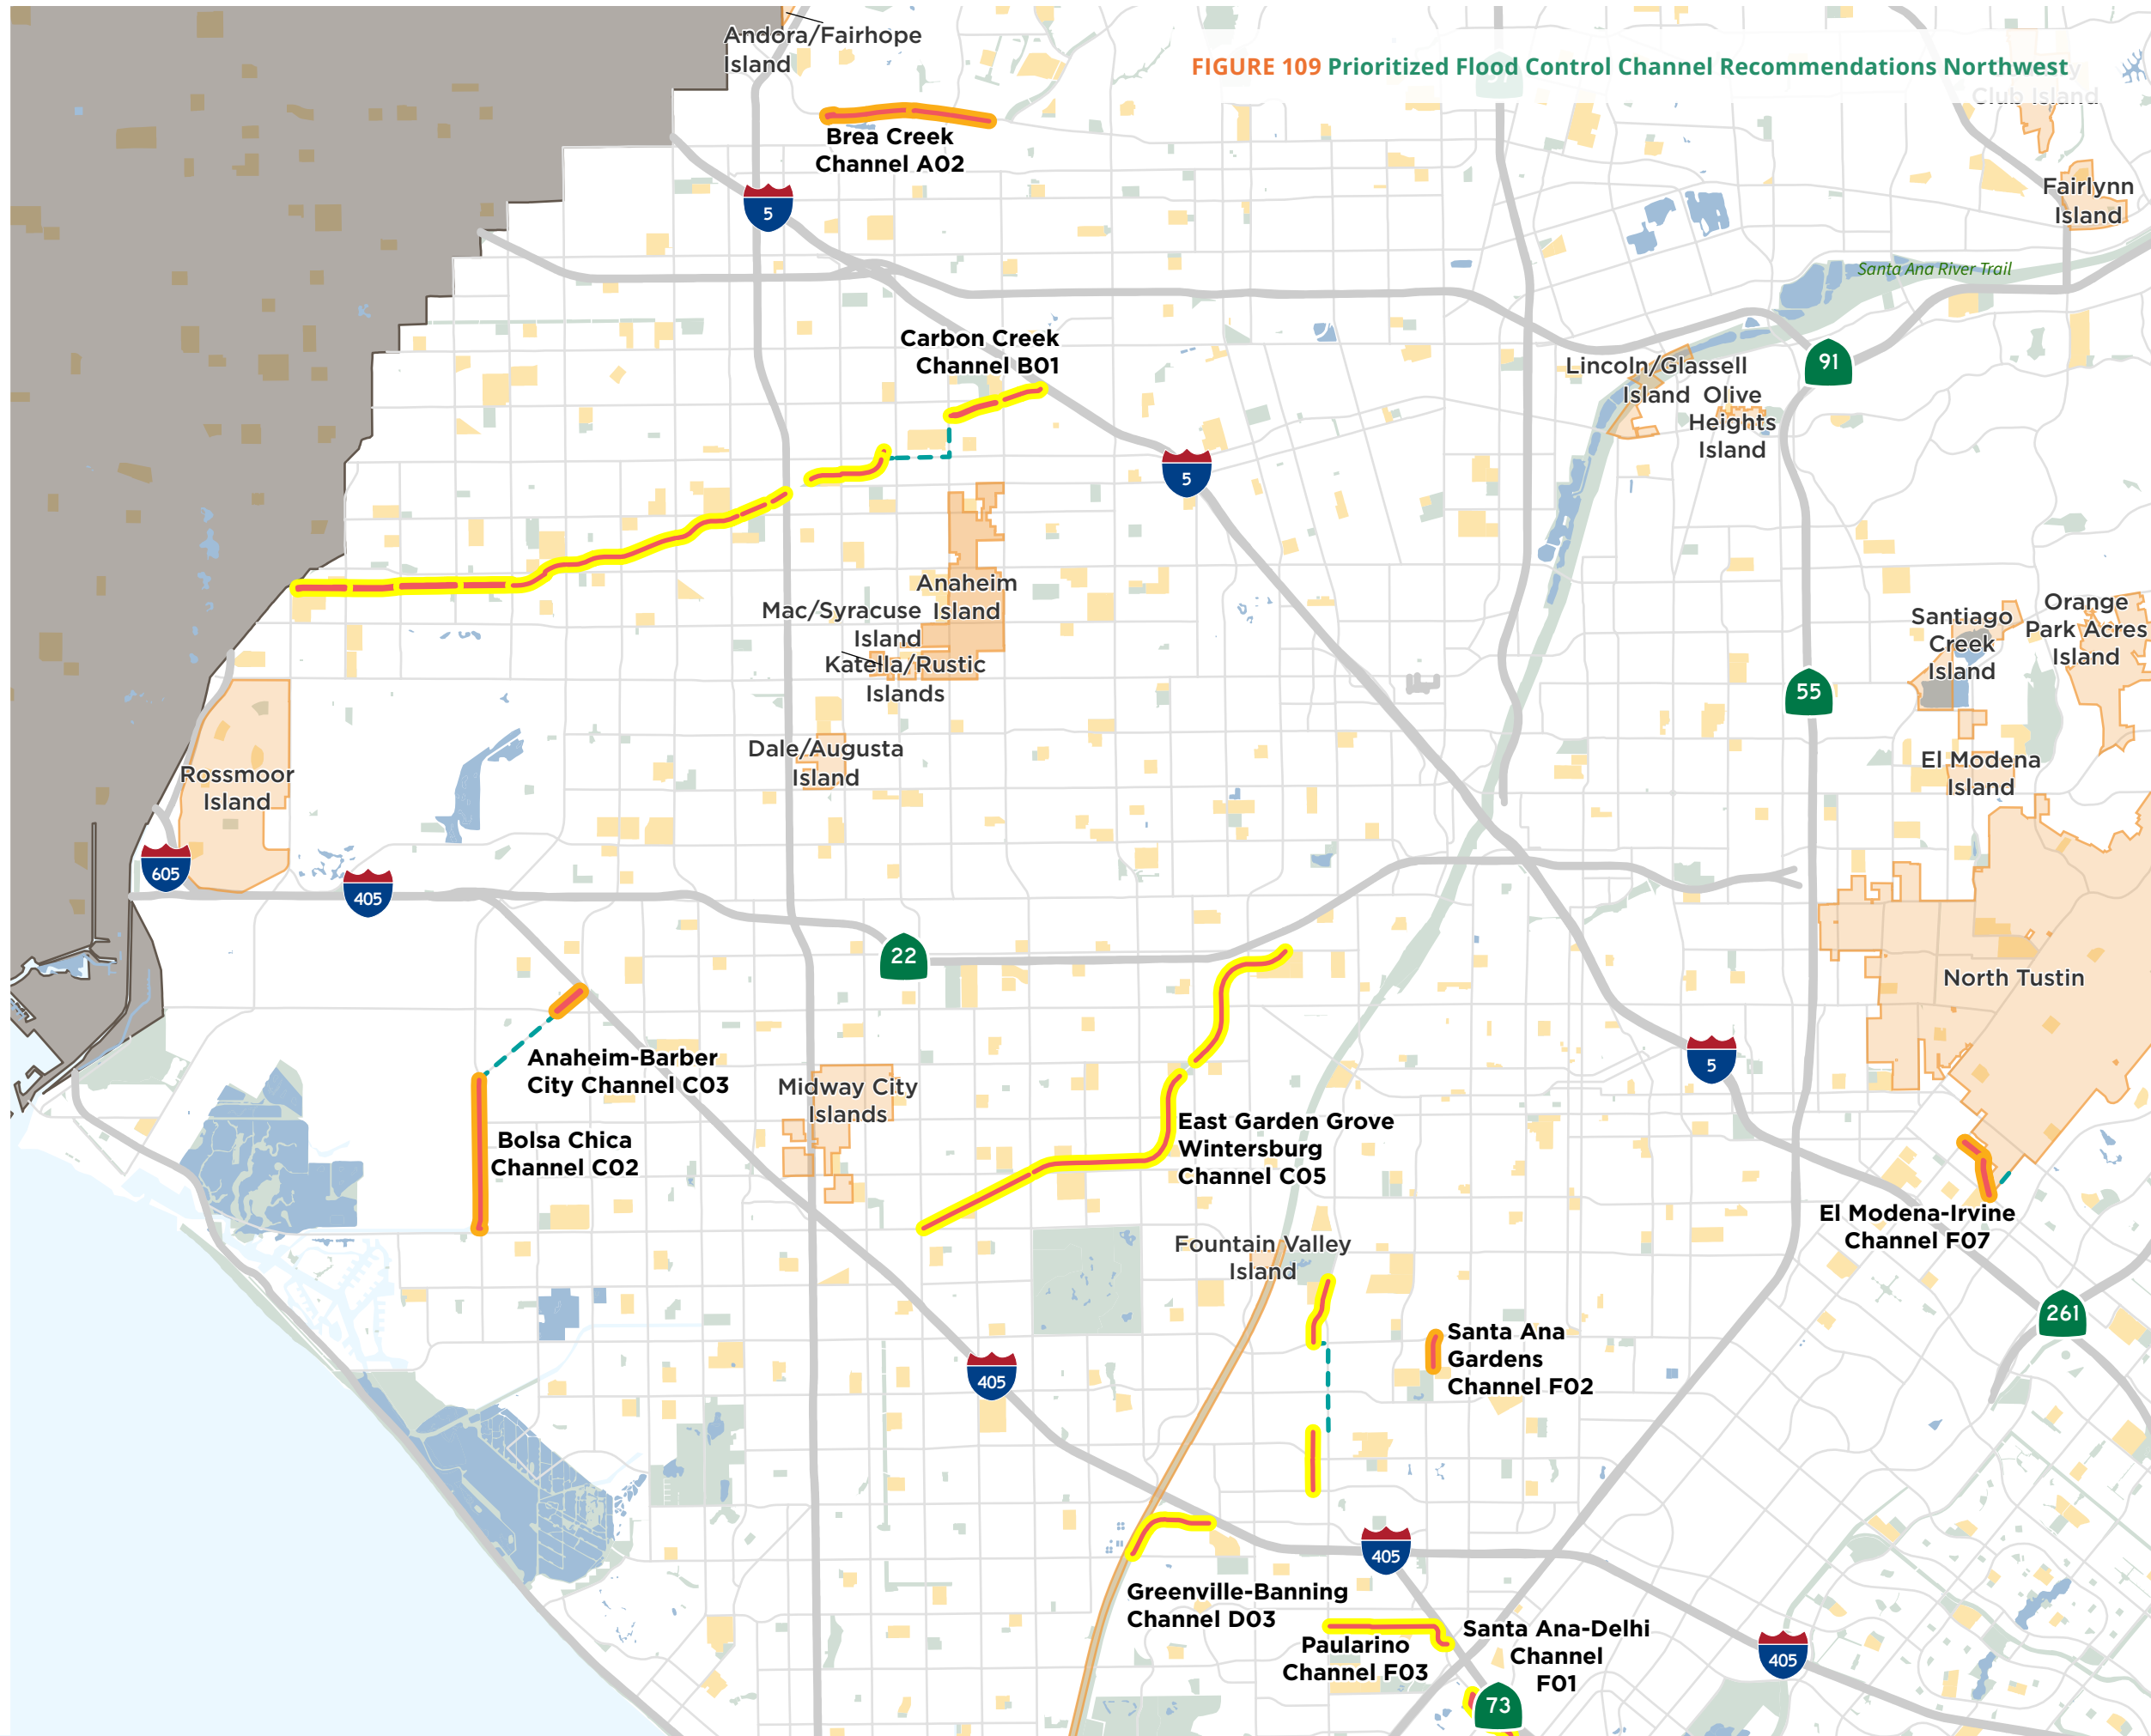 Andora/Fairhope
Island
FIGURE 109 Prioritized Flood Control Channel Recommendations Northwest
Club Island
Brea Creek
Channel A02
Fairlynn
Island
5
Santa Ana River Trail
Carbon Creek
Channel B01
Lincoln/Glassell
Island
Olive
Heights
Island
91
5
Anaheim
Island
Mac/Syracuse
Island
Katella/Rustic
Islands
Santiago
Creek
Island
Orange
Park Acres
Island
55
Dale/Augusta
Island
El Modena
Island
Rossmoor
Island
605
405
22
North Tustin
Anaheim-Barber
City Channel C03
Midway City
Islands
5
Bolsa Chica
Channel C02
East Garden Grove
Wintersburg
Channel C05
El Modena-Irvine
Channel F07
Fountain Valley
Island
261
Santa Ana
Gardens
Channel F02
405
405
Greenville-Banning
Channel D03
Paularino
Channel F03
Santa Ana-Delhi
Channel
F01
405
73